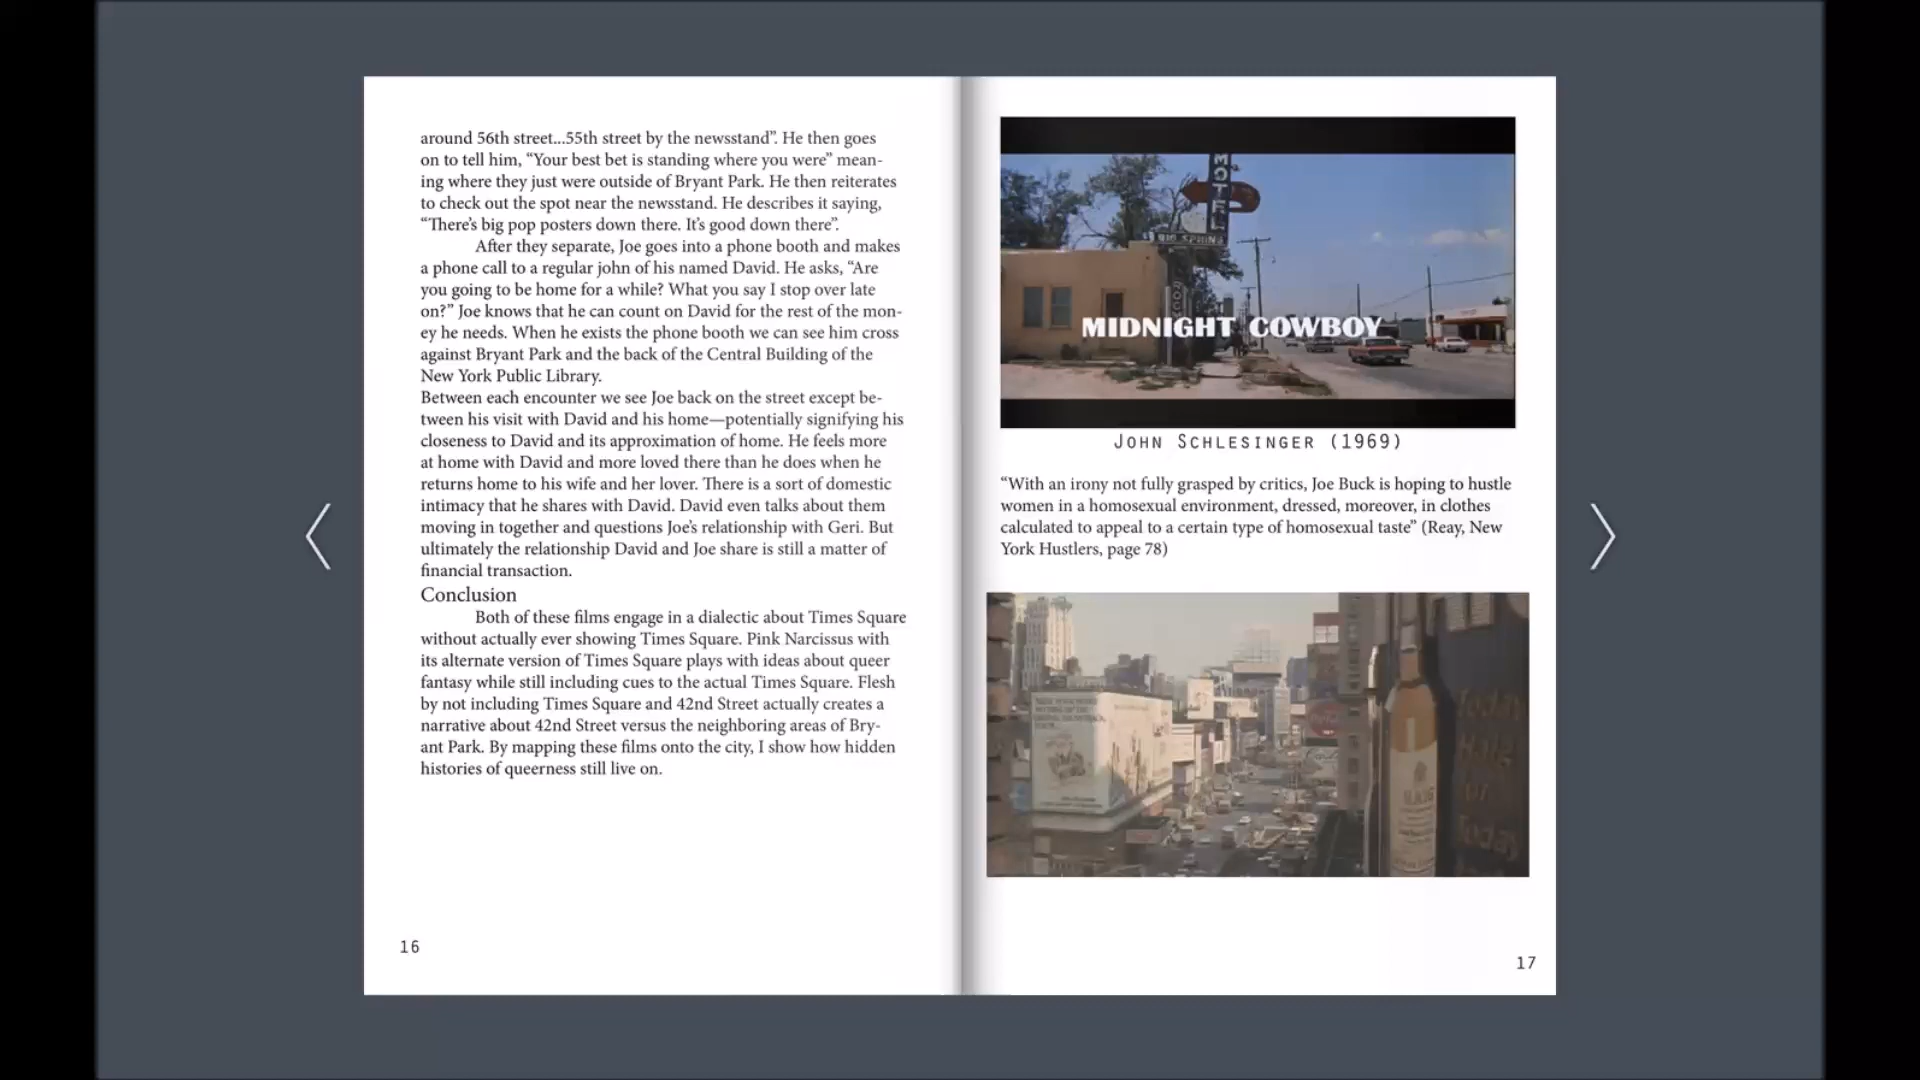 around 56th street...55th street by the newsstand”. He then goes
on to tell him, “Your best bet is standing where you were” mean-
ing where they just were outside of Bryant Park. He then reiterates
to check out the spot near the newsstand. He describes it saying,
“There’s big pop posters down there. It’s good down there”.
After they separate, Joe goes into a phone booth and makes
a phone call to a regular john of his named David. He asks, “Are
you going to be home for a while? What you say I stop over late
on?” Joe knows that he can count on David for the rest of the mon-
ey he needs. When he exists the phone booth we can see him cross
against Bryant Park and the back of the Central Building of the
New York Public Library.
Between each encounter we see Joe back on the street except be-
tween his visit with David and his home—potentially signifying his
closeness to David and its approximation of home. He feels more
at home with David and more loved there than he does when he
returns home to his wife and her lover. There is a sort of domestic
intimacy that he shares with David. David even talks about them
moving in together and questions Joe’s relationship with Geri. But
ultimately the relationship David and Joe share is still a matter of
financial transaction.
Conclusion
Both of these films engage in a dialectic about Times Square
without actually ever showing Times Square. Pink Narcissus with
its alternate version of Times Square plays with ideas about queer
fantasy while still including cues to the actual Times Square. Flesh
by not including Times Square and 42nd Street actually creates a
narrative about 42nd Street versus the neighboring areas of Bry-
ant Park. By mapping these films onto the city, I show how hidden
histories of queerness still live on.
16
MOTEL
BIG SPRING
MIDNIGHT COWBOY
John Schlesinger (1969)
“With an irony not fully grasped by critics, Joe Buck is hoping to hustle
women in a homosexual environment, dressed, moreover, in clothes
calculated to appeal to a certain type of homosexual taste” (Reay, New
York Hustlers, page 78)
Today
Haig
Today
17